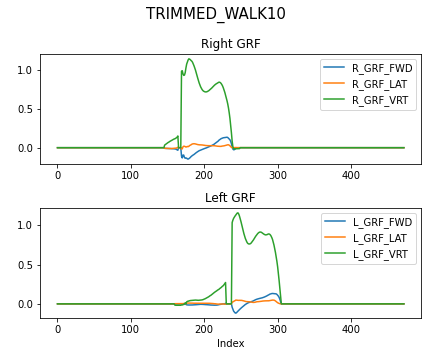 TRIMMED_WALK10
Right GRF
R_GRF_FWD
R_GRF_LAT
R_GRF_VRT
1.0
0.5
0.0
0 100 200 300 400
Left GRF
L_GRF_FWD
L_GRF_LAT
L_GRF_VRT
1.0
0.5
0.0
0 100 200 300 400
Index